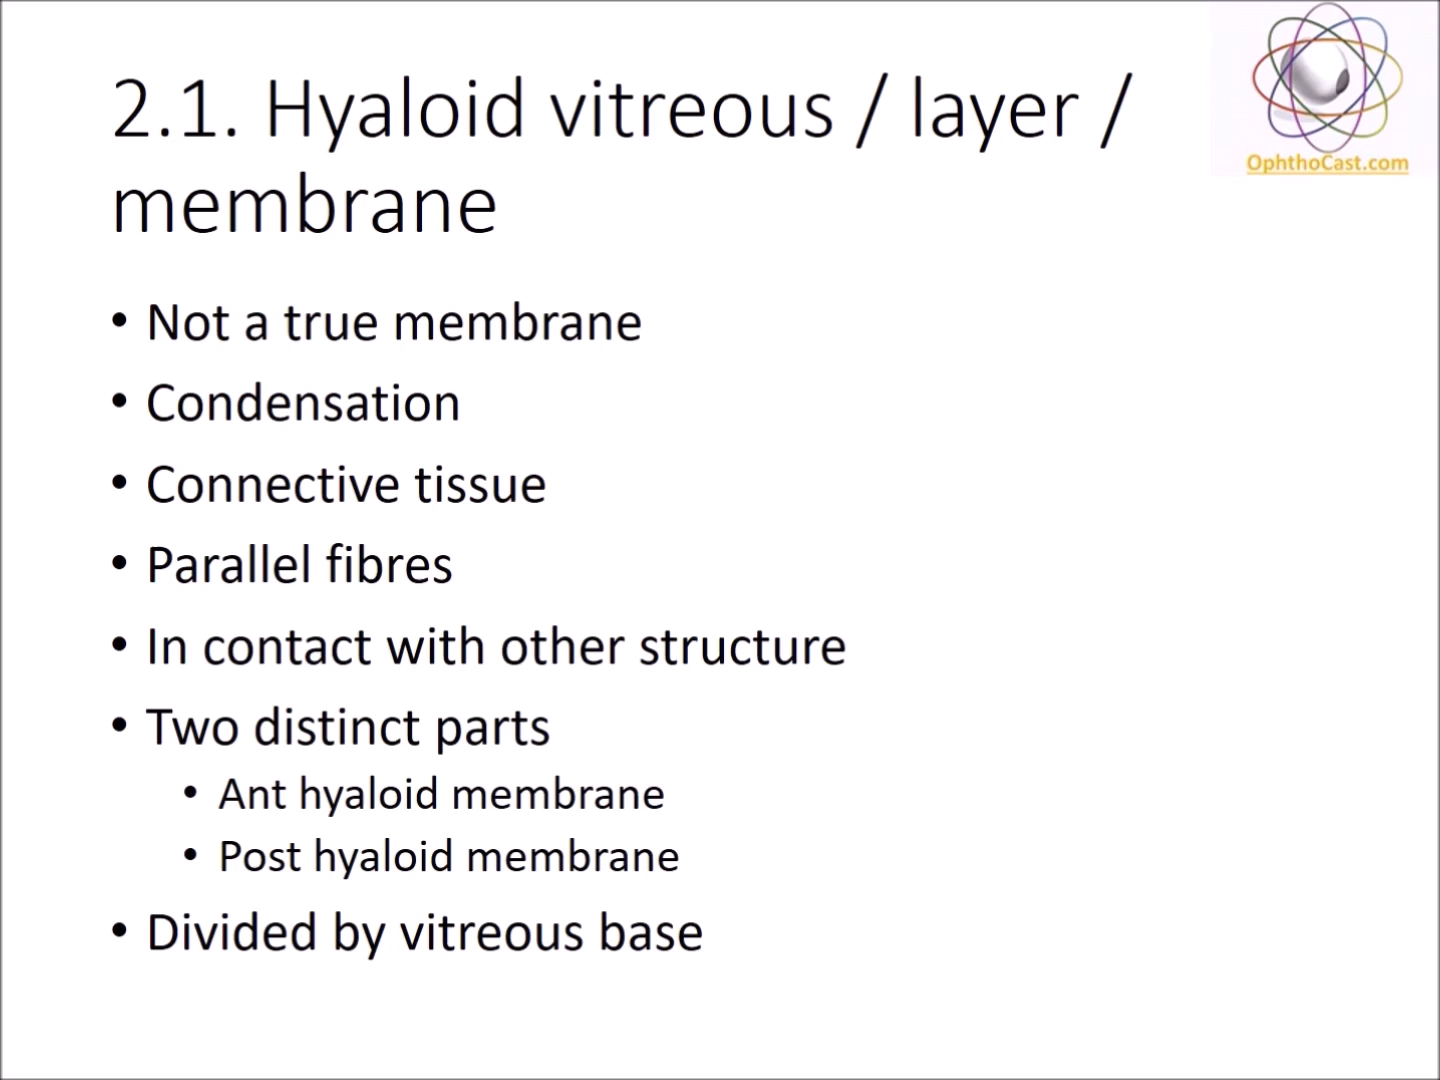 2.1. Hyaloid vitreous / layer /
membrane
OphthoCast.com
• Not a true membrane
• Condensation
• Connective tissue
• Parallel fibres
• In contact with other structure
• Two distinct parts
• Ant hyaloid membrane
• Post hyaloid membrane
• Divided by vitreous base